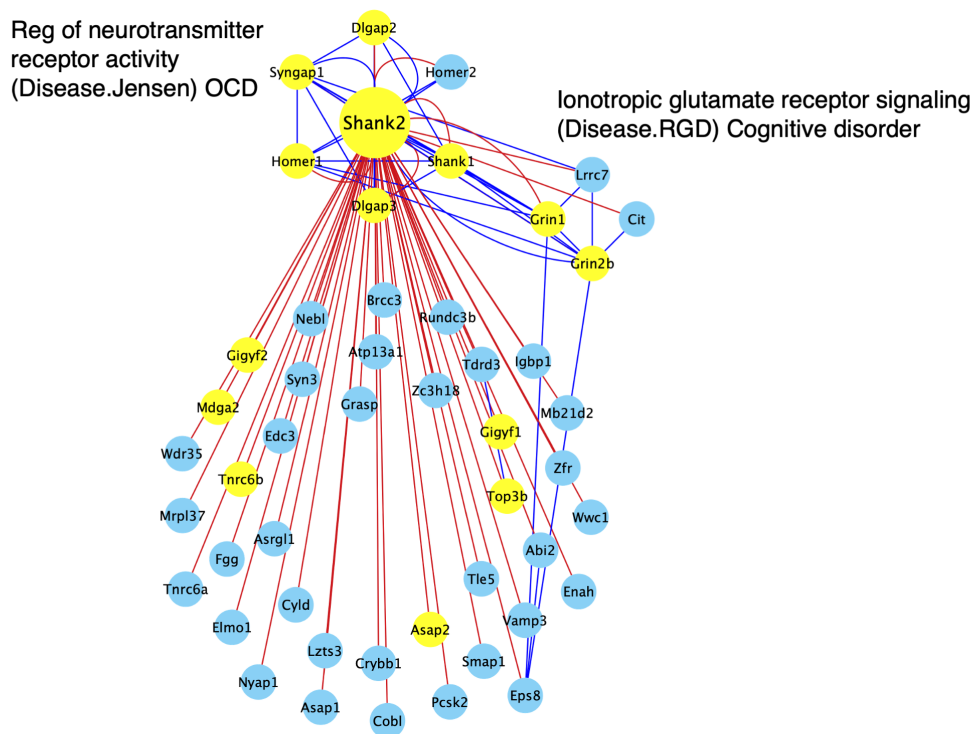 Reg of neurotransmitter
receptor activity
(Disease.Jensen) OCD
Ionotropic glutamate receptor signaling
(Disease.RGD) Cognitive disorder
Dlgap2
Syngap1
Homer2
Shank2
Homer1
Shank1
Lrrc7
Dlgap3
Grin1
Cit
Grin2b
Brcc3
Nebl
Rundc3b
Gigyf2
Atp13a1
Tdrd3
Igbp1
Syn3
Zc3h18
Mdga2
Grasp
Mb21d2
Edc3
Gigyf1
Wdr35
Zfr
Tnrc6b
Top3b
Mrpl37
Wwc1
Asrgl1
Abi2
Fgg
Tnrc6a
Tle5
Enah
Cyld
Elmo1
Asap2
Vamp3
Lzts3
Crybb1
Smap1
Nyap1
Eps8
Asap1
Pcsk2
Cobl